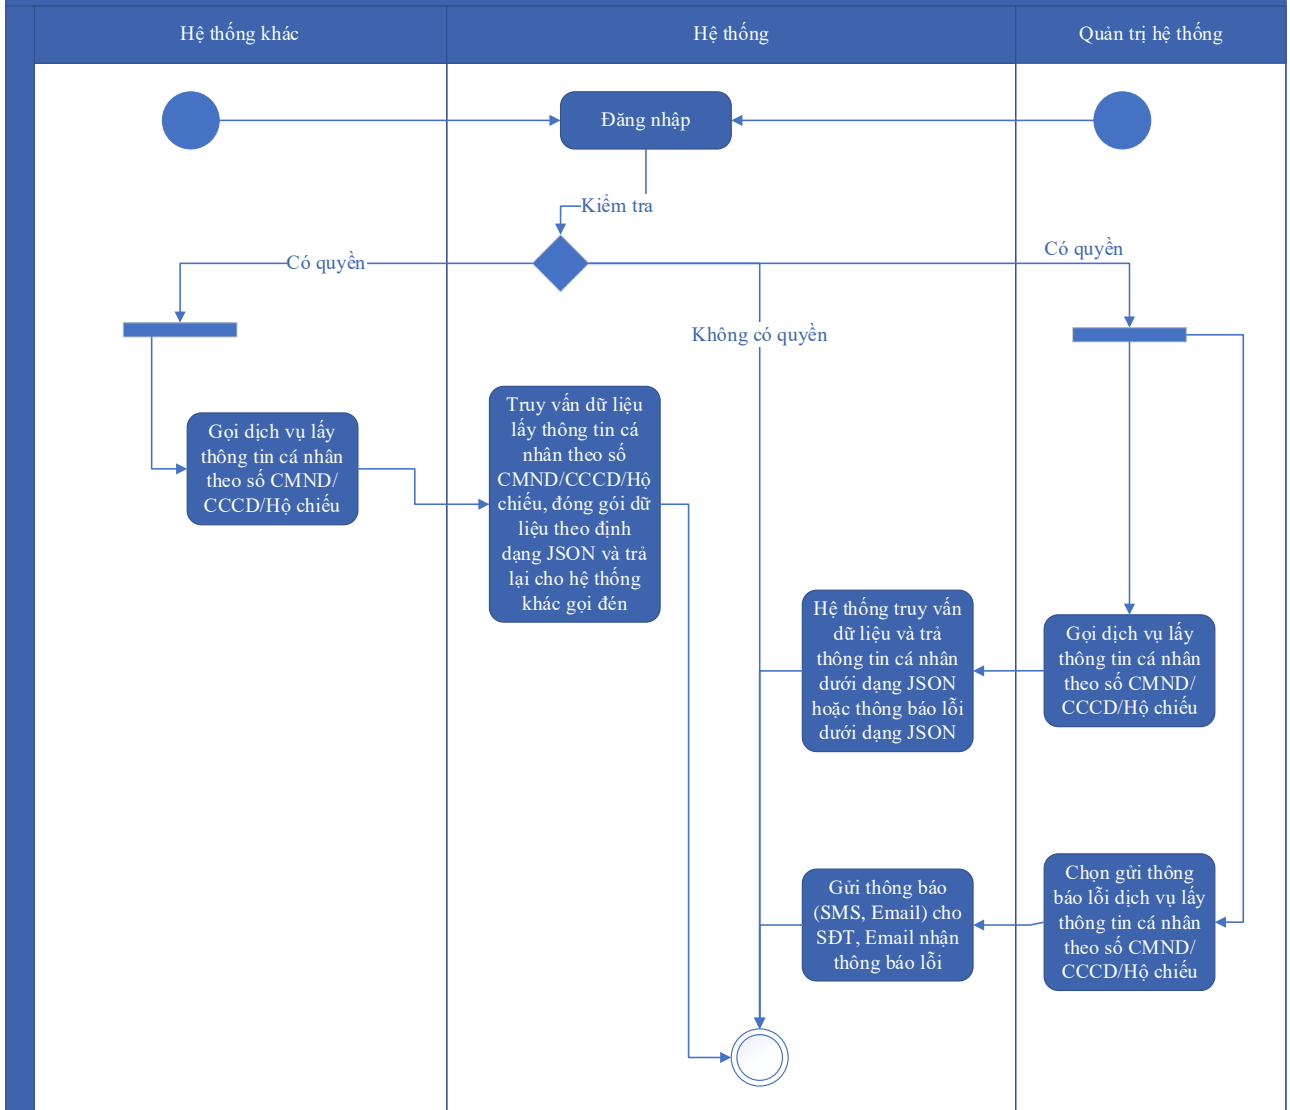 Hệ thống khác
Hệ thống
Quản trị hệ thống
Đăng nhập
Kiểm tra
Có quyền
Có quyền
Không có quyền
Gọi dịch vụ lấy
thông tin cá nhân
theo số CMND/
CCCD/Hộ chiếu
Truy vấn dữ liệu
lấy thông tin cá
nhân theo số
CMND/CCCD/Hộ
chiếu, đóng gói dữ
liệu theo định
dạng JSON và trả
lại cho hệ thống
khác gọi đén
Hệ thống truy vấn
dữ liệu và trả
thông tin cá nhân
dưới dạng JSON
hoặc thông báo lỗi
dưới dạng JSON
Gọi dịch vụ lấy
thông tin cá nhân
theo số CMND/
CCCD/Hộ chiếu
Gửi thông báo
(SMS, Email) cho
SĐT, Email nhận
thông báo lỗi
Chọn gửi thông
báo lỗi dịch vụ lấy
thông tin cá nhân
theo số CMND/
CCCD/Hộ chiếu